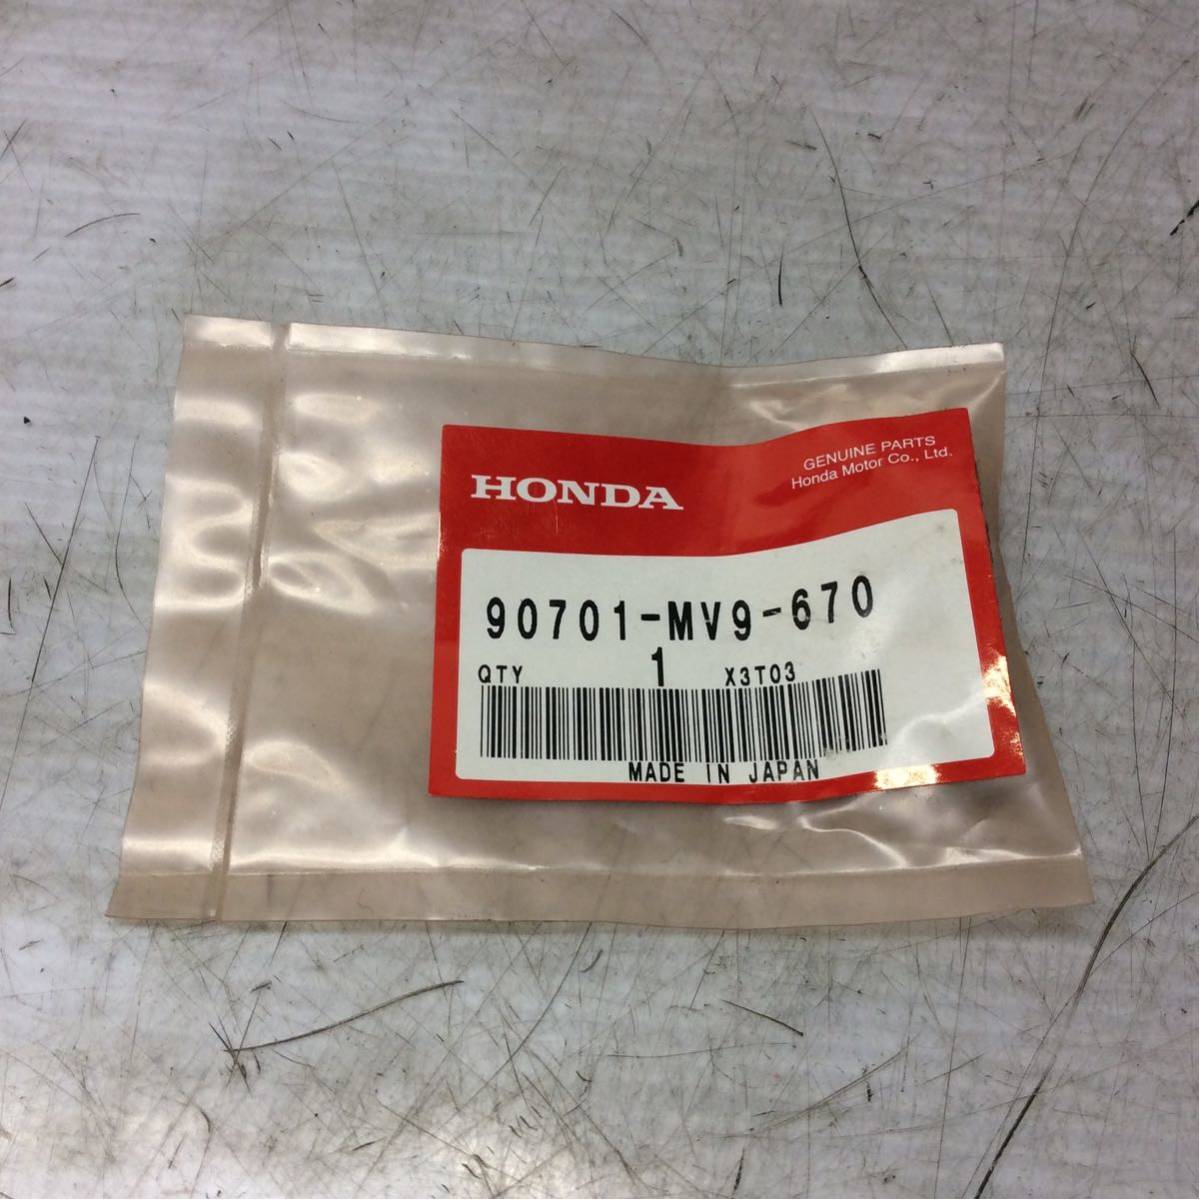 HONDA
GENUINE PARTS
Honda Motor Co., Ltd.
90701-MV9-670
QTY 1 X3T03
MADE IN JAPAN